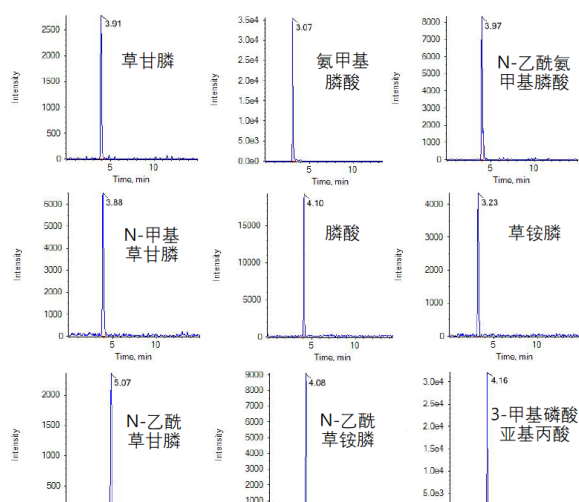 2500
2000
1500
1000
500
0
Intensity
3.91
草甘膦
5
10
Time, min
3.5e4
3.0e4
2.5e4
2.0e4
1.5e4
1.0e4
5.0e3
0.0e0
Intensity
3.07
氨甲基
膦酸
5
10
Time, min
8000
7000
6000
5000
4000
3000
2000
1000
0
Intensity
3.97
N-乙酰氨
甲基膦酸
5
10
Time, min
6000
5000
4000
3000
2000
1000
0
Intensity
3.88
N-甲基
草甘膦
5
10
Time, min
15000
10000
5000
0
Intensity
4.10
膦酸
5
10
Time, min
4000
3000
2000
1000
0
Intensity
3.23
草铵膦
5
10
Time, min
2000
1500
1000
500
Intensity
5.07
N-乙酰
草甘膦
9000
8000
7000
6000
5000
4000
3000
2000
1000
Intensity
4.08
N-乙酰
草铵膦
3.0e4
2.5e4
2.0e4
1.5e4
1.0e4
5.0e3
Intensity
4.16
3-甲基磷酸
亚基丙酸